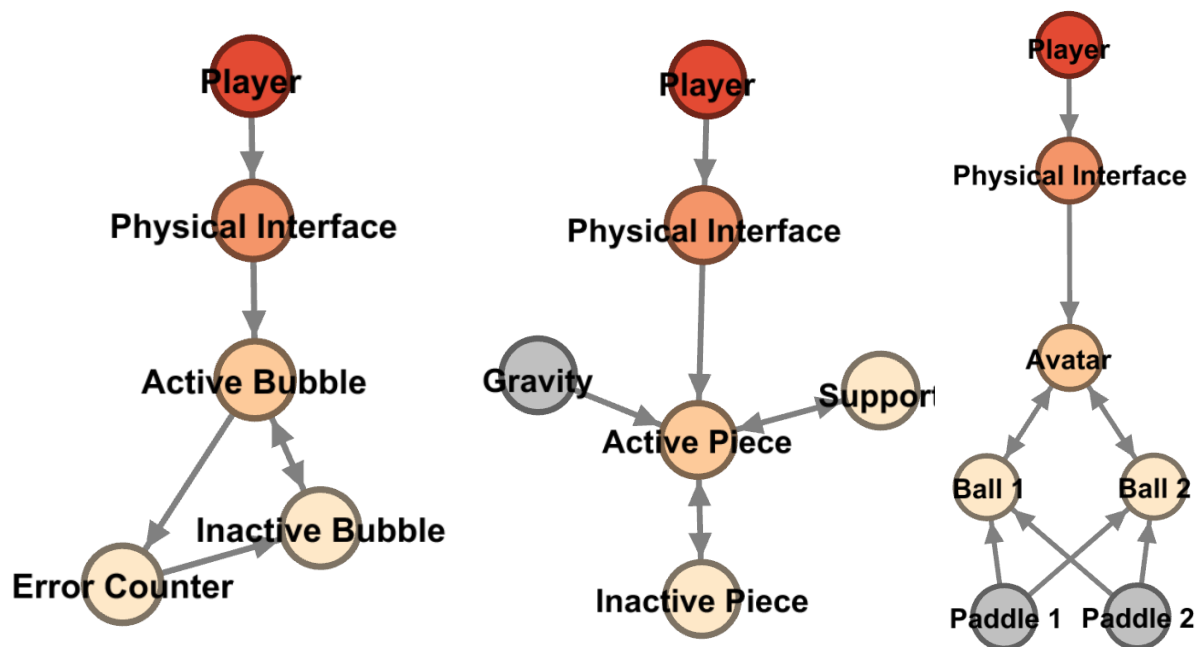 Player
Physical Interface
Active Bubble
Inactive Bubble
Error Counter
Player
Physical Interface
Gravity
Support
Active Piece
Inactive Piece
Player
Physical Interface
Avatar
Ball 1
Ball 2
Paddle 1
Paddle 2